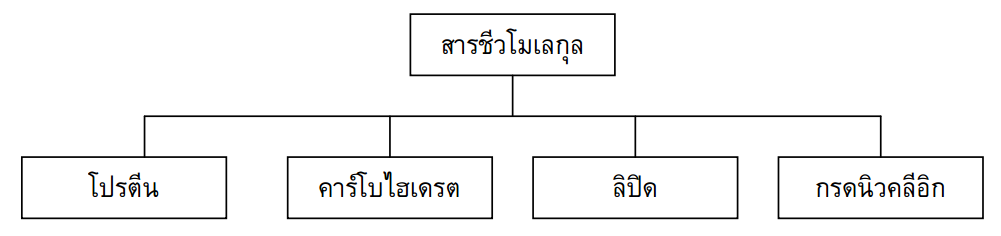 สารชีวโมเลกุล
โปรตีน
คาร์โบไฮเดรต
ลิปิด
กรดนิวคลีอิก